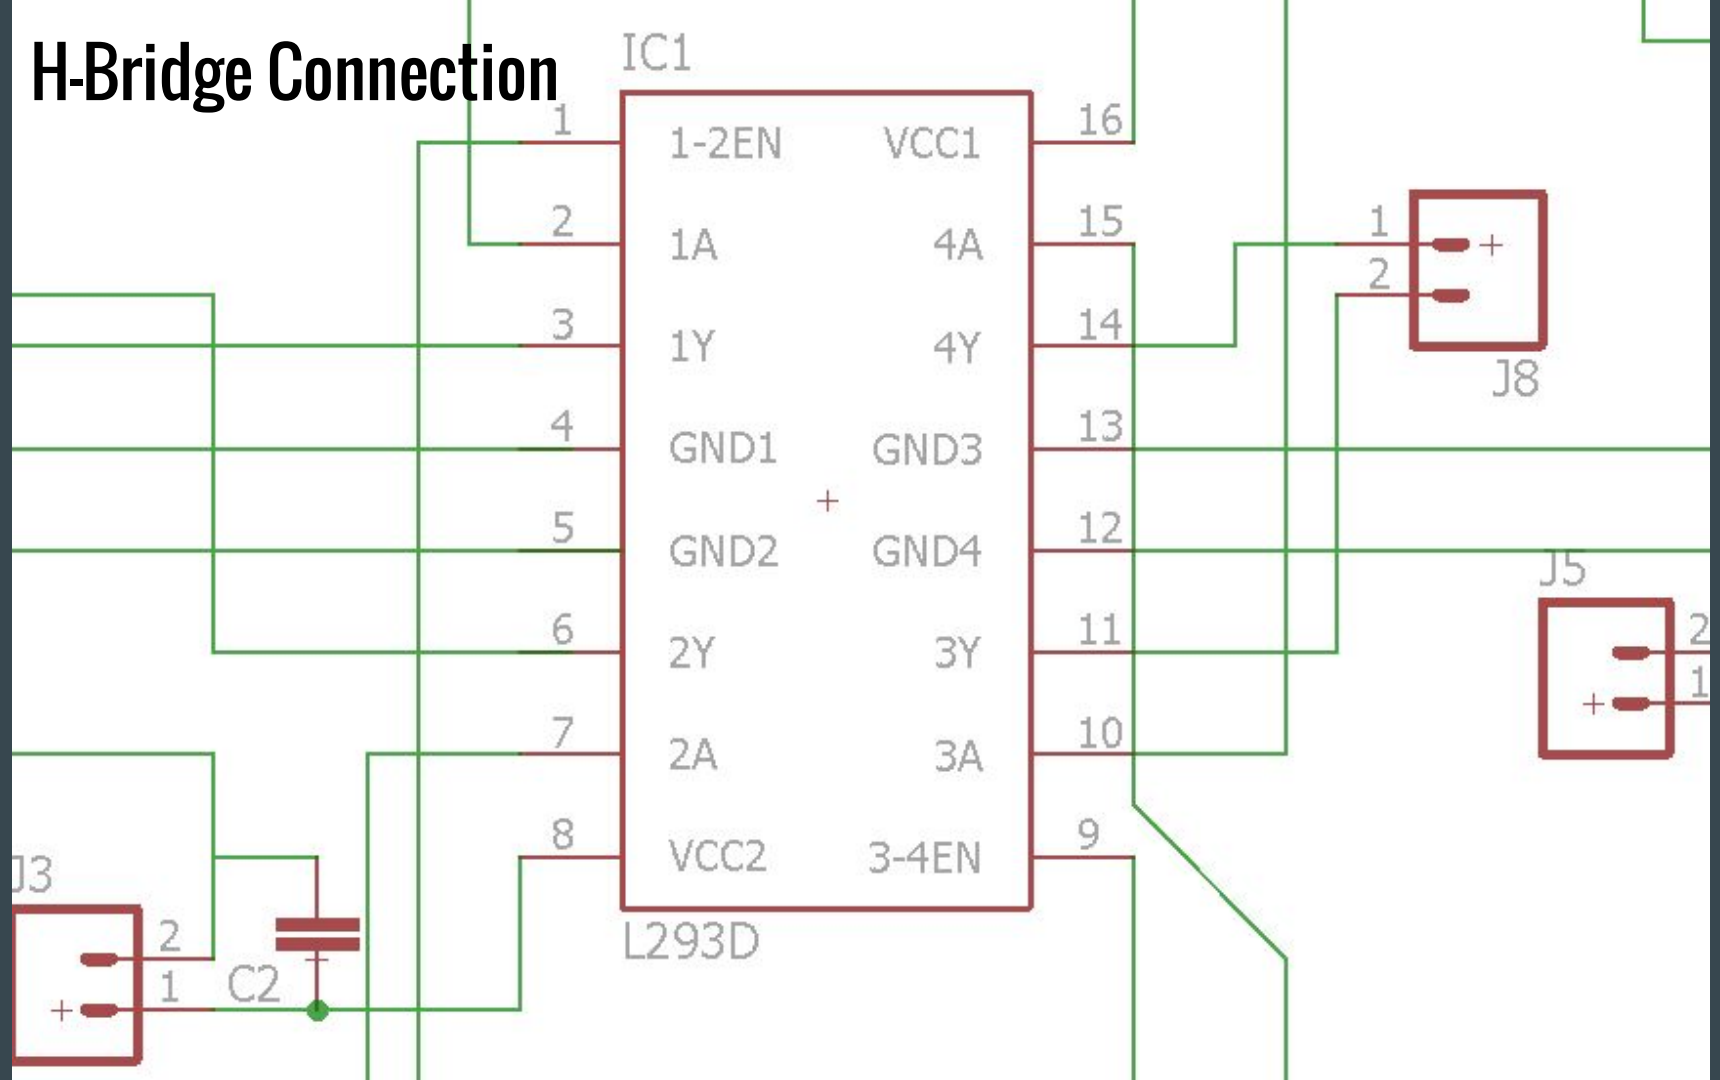 H-Bridge Connection
IC1
1 1-2EN VCC1 16
2 1A 4A 15
3 1Y 4Y 14
4 GND1 GND3 13
5 GND2 GND4 12
6 2Y 3Y 11
7 2A 3A 10
8 VCC2 3-4EN 9
L293D
1 +
2
J8
J5
2
+ 1
J3
2
+ 1
C2